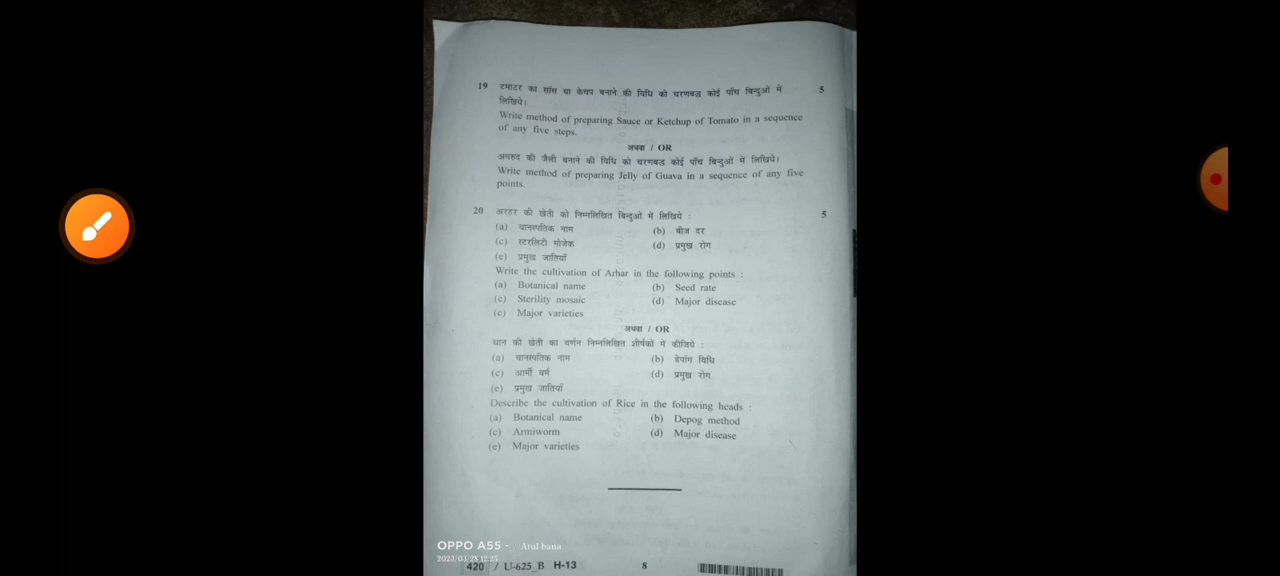 19 टमाटर का सॉस या केचप बनाने की विधि को चरणबद्ध कोई पाँच बिन्दुओं में 5
लिखिये।
Write method of preparing Sauce or Ketchup of Tomato in a sequence
of any five steps.
अथवा / OR
अमरुद की जैली बनाने की विधि को चरणबद्ध कोई पाँच बिन्दुओं में लिखिये।
Write method of preparing Jelly of Guava in a sequence of any five
points.
20 अरहर की खेती को निम्नलिखित बिन्दुओं में लिखिये : 5
(a) वानस्पतिक नाम (b) बीज दर
(c) स्टरलिटि मोजेक (d) प्रमुख रोग
(e) प्रमुख जातियाँ
Write the cultivation of Arhar in the following points :
(a) Botanical name (b) Seed rate
(c) Sterility mosaic (d) Major disease
(e) Major varieties
अथवा / OR
धान की खेती का वर्णन निम्नलिखित शीर्षकों में कीजिये :
(a) वानस्पतिक नाम (b) डेपॉग विधि
(c) आर्मी वर्म (d) प्रमुख रोग
(e) प्रमुख जातियाँ
Describe the cultivation of Rice in the following heads :
(a) Botanical name (b) Depog method
(c) Armiworm (d) Major disease
(e) Major varieties
OPPO A55 · Atul bana
12:25
420 / U-625_B H-13 8